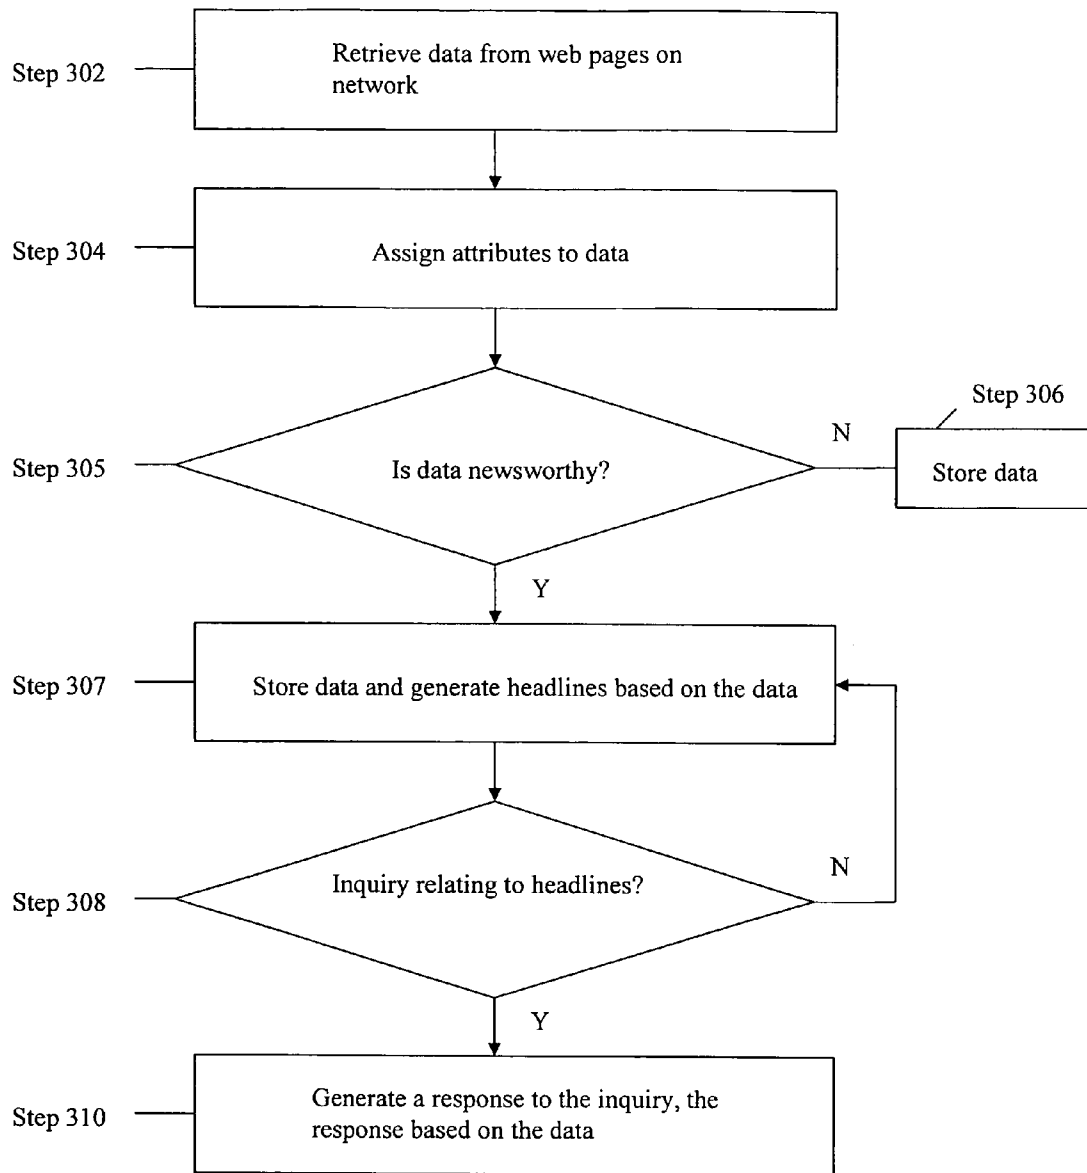 Step 302
Retrieve data from web pages on
network
Step 304
Assign attributes to data
Step 306
N
Step 305
Is data newsworthy?
Store data
Y
Step 307
Store data and generate headlines based on the data
Step 308
Inquiry relating to headlines?
N
Y
Step 310
Generate a response to the inquiry, the
response based on the data